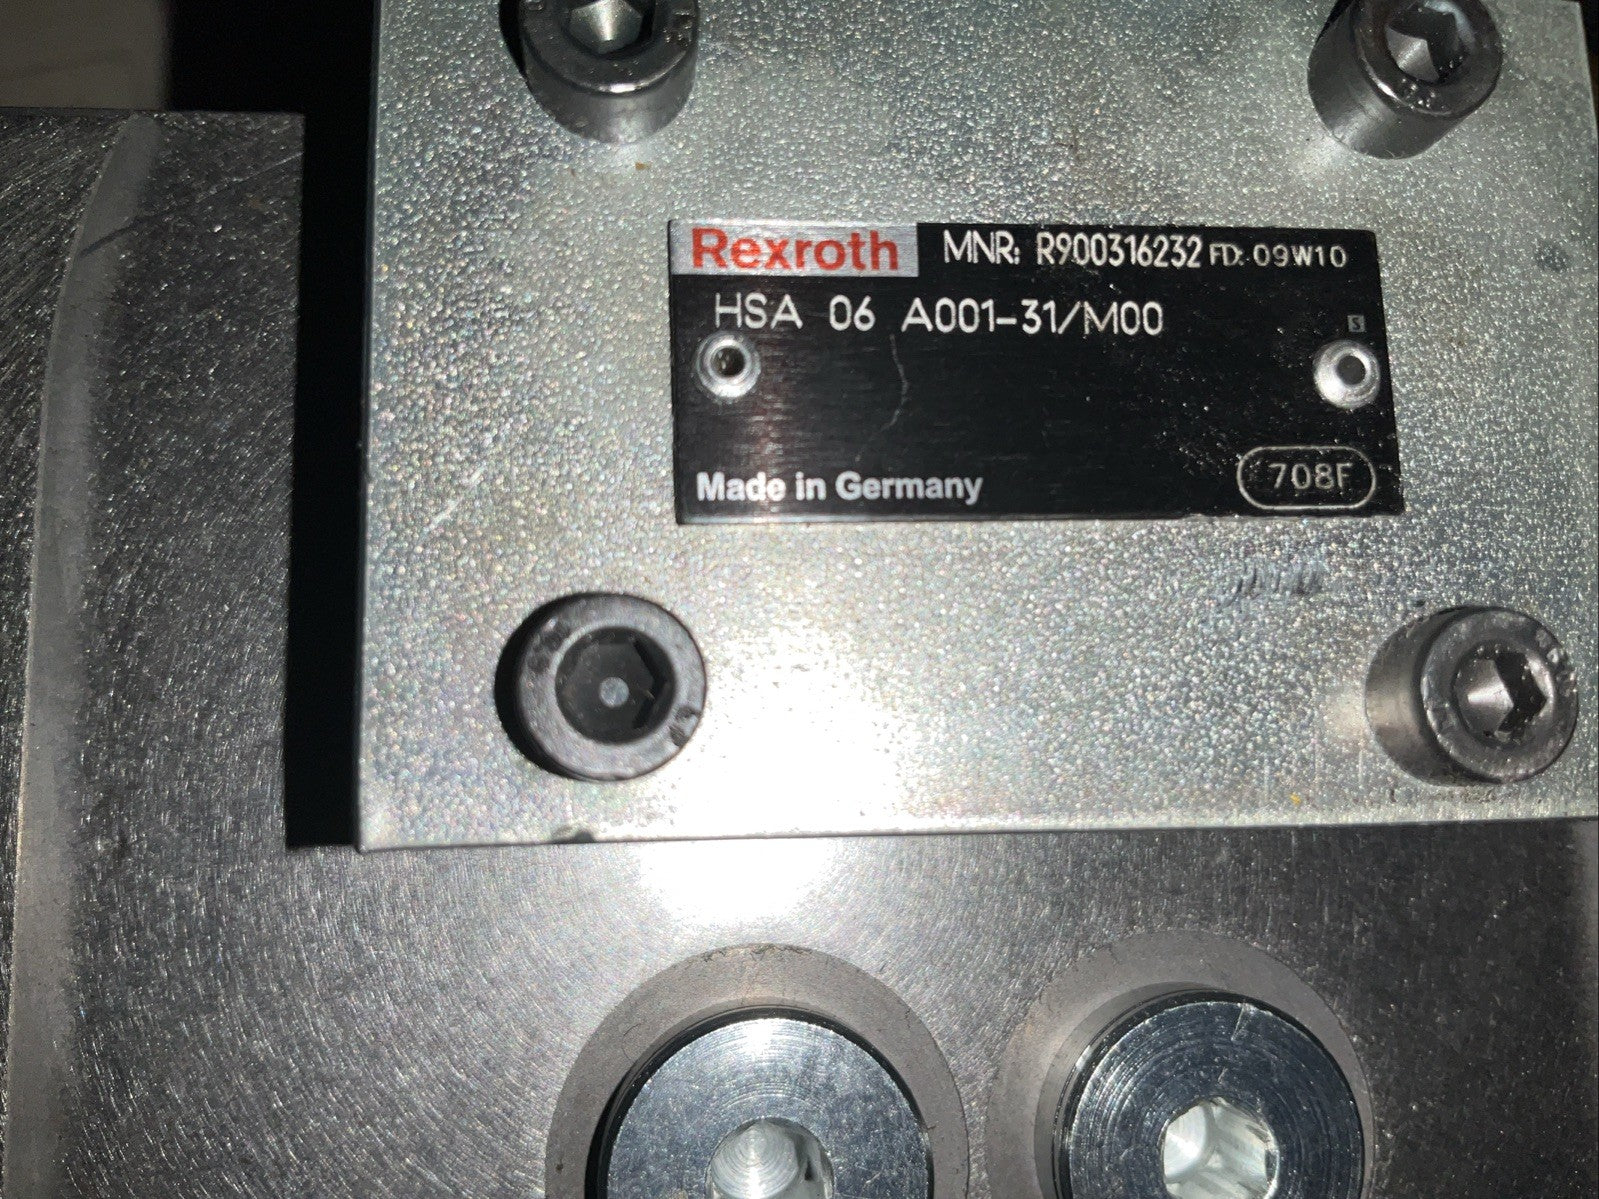 Rexroth MNR: R900316232 FD: 09W10
HSA 06 A001-31/M00
S
Made in Germany
708F